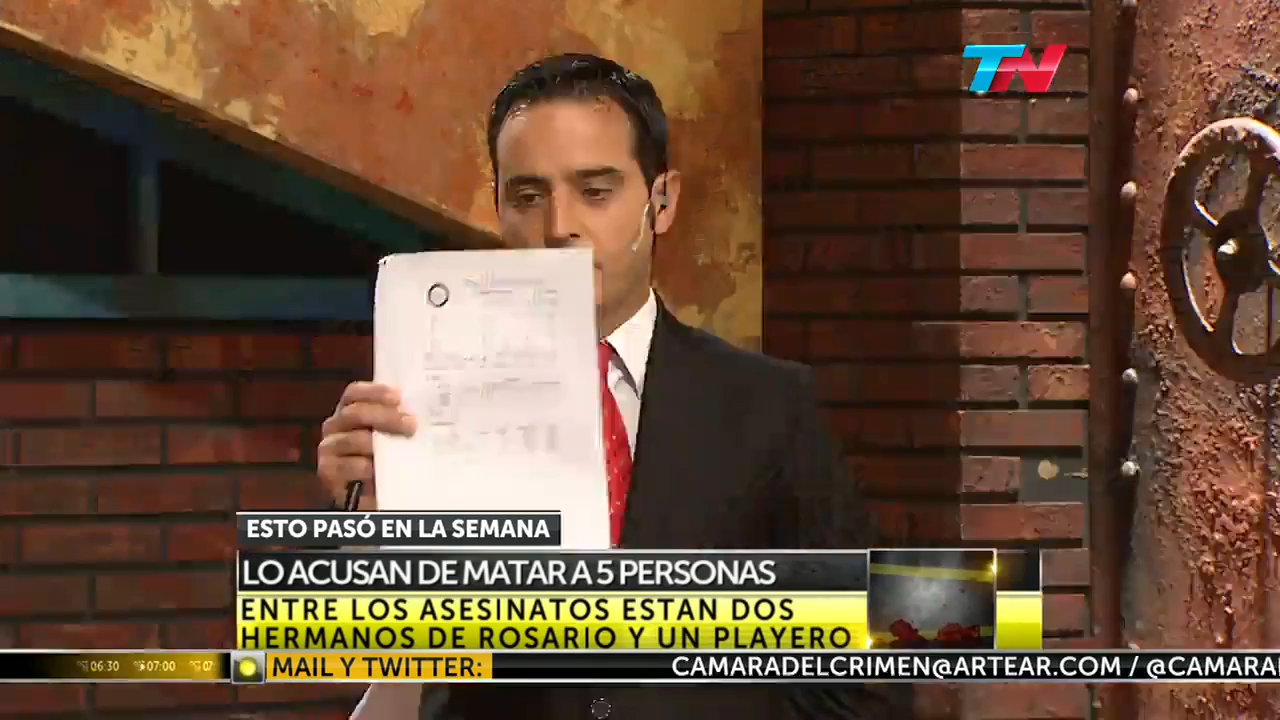 TN
ESTO PASÓ EN LA SEMANA
LO ACUSAN DE MATAR A 5 PERSONAS
ENTRE LOS ASESINATOS ESTAN DOS
HERMANOS DE ROSARIO Y UN PLAYERO
06:30 07:00 07:
MAIL Y TWITTER: CAMARADELCRIMEN@ARTEAR.COM / @CAMARA